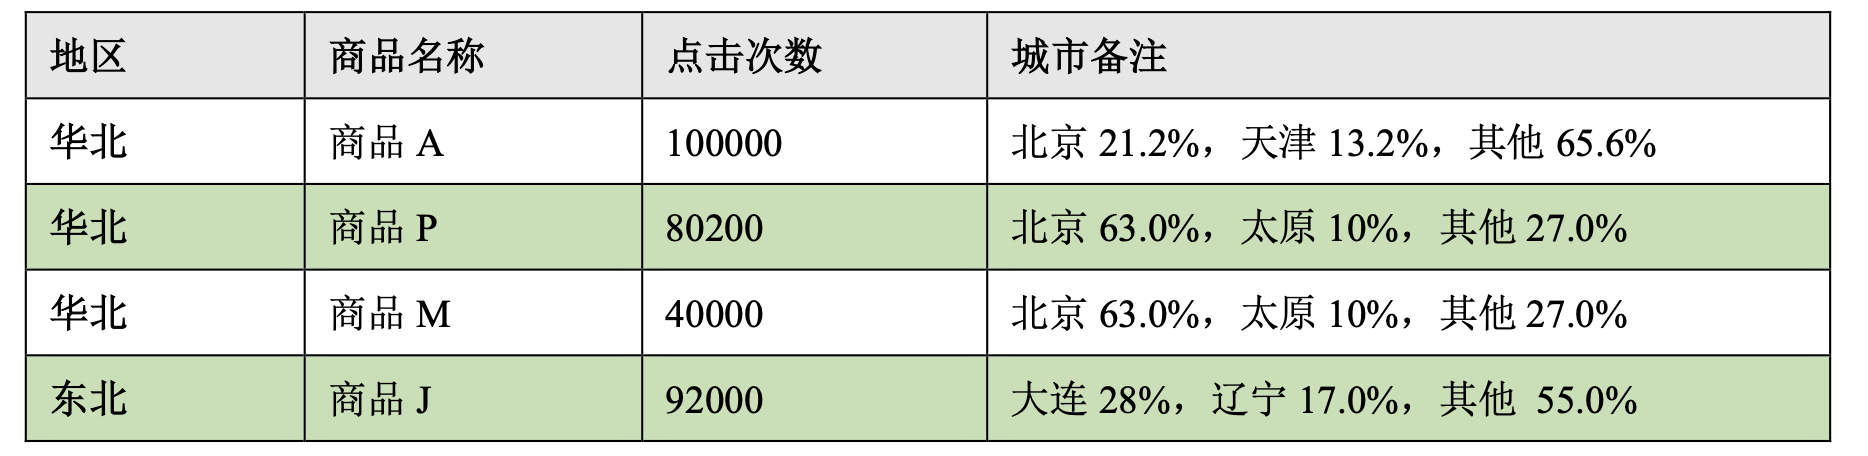 地区 商品名称 点击次数 城市备注
华北 商品 A 100000 北京 21.2%，天津 13.2%，其他 65.6%
华北 商品 P 80200 北京 63.0%，太原 10%，其他 27.0%
华北 商品 M 40000 北京 63.0%，太原 10%，其他 27.0%
东北 商品 J 92000 大连 28%，辽宁 17.0%，其他 55.0%